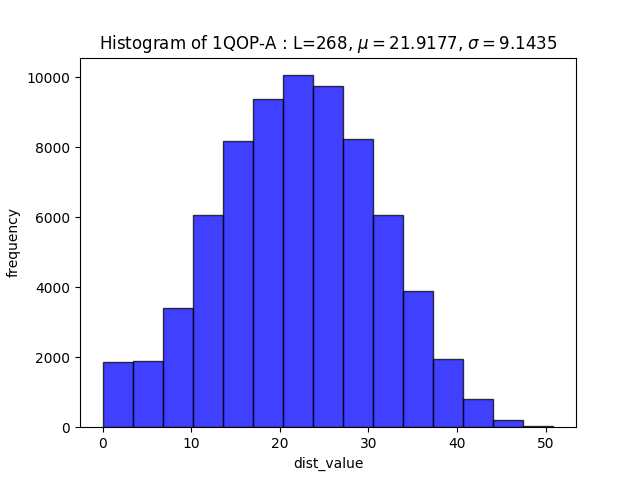 Histogram of 1QOP-A : L=268, μ = 21.9177, σ = 9.1435
10000
8000
6000
4000
2000
0
frequency
0 10 20 30 40 50
dist_value